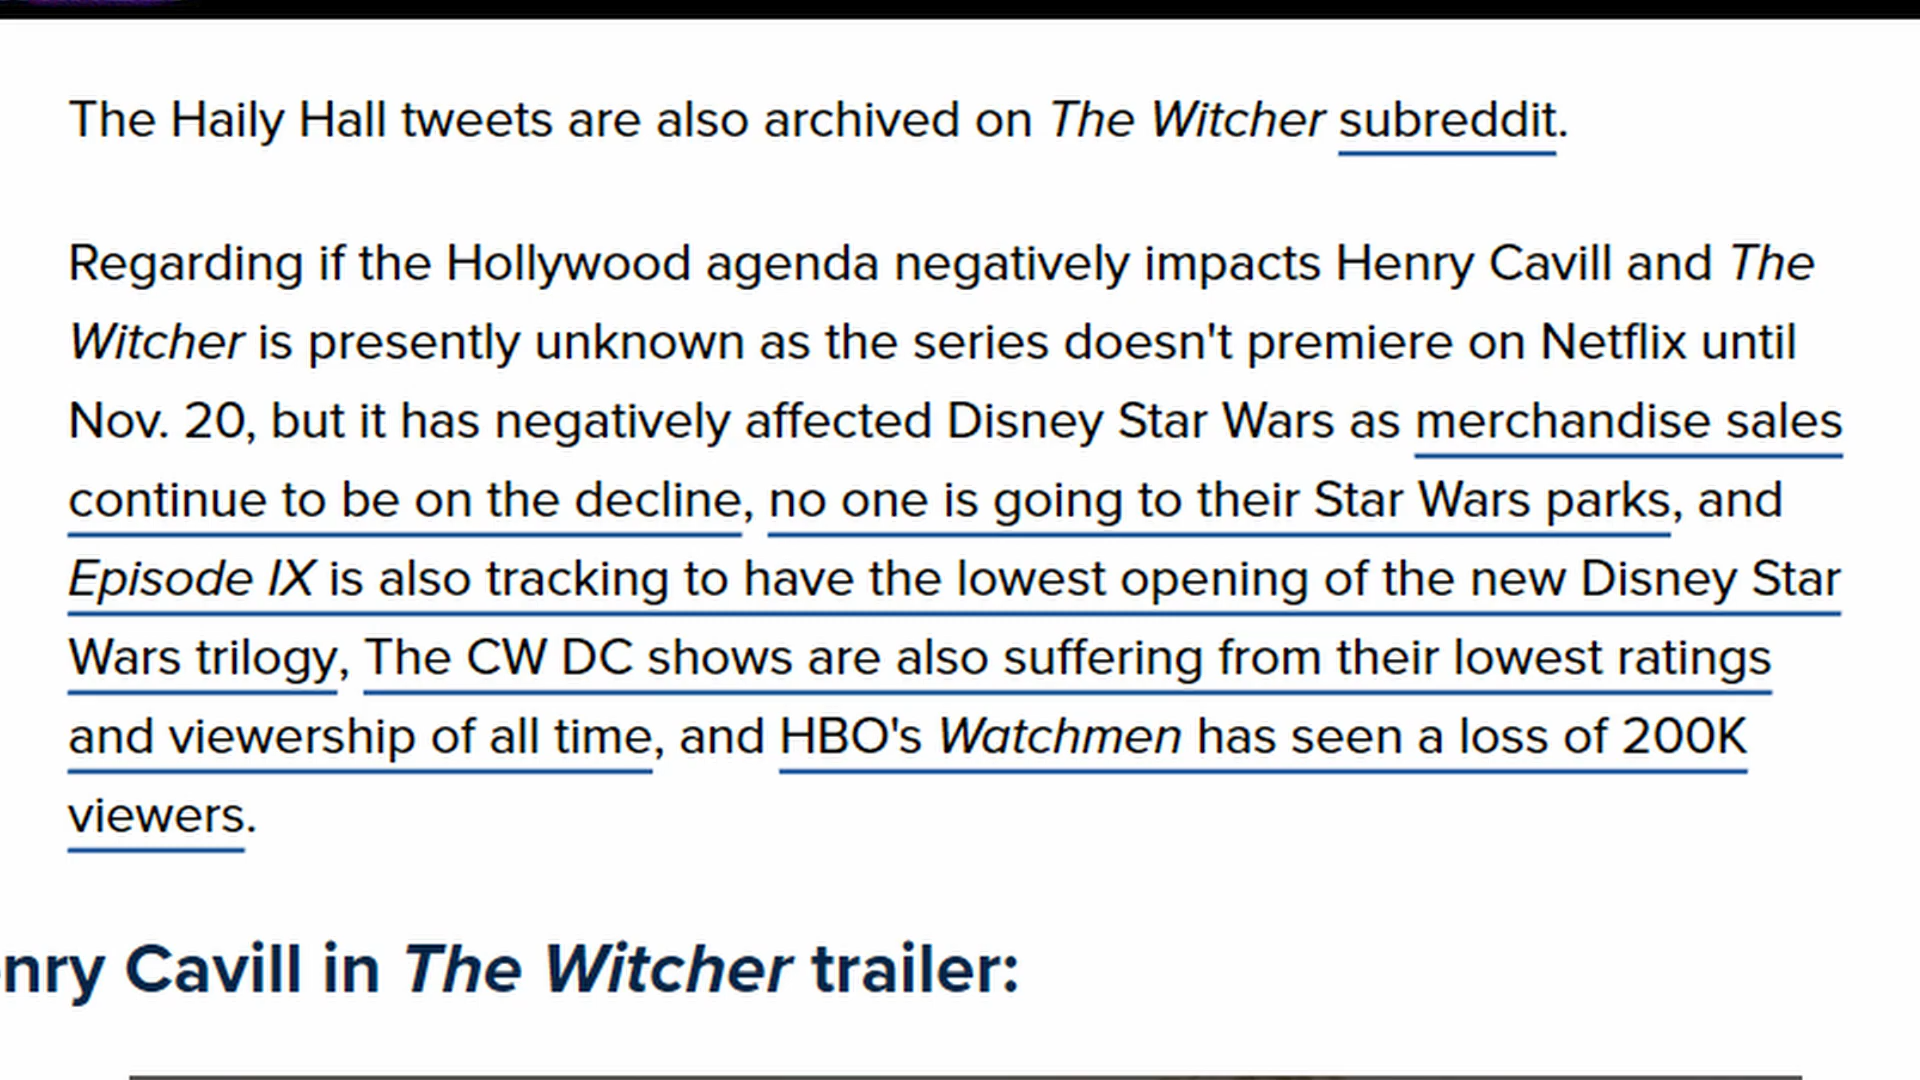 The Haily Hall tweets are also archived on The Witcher subreddit.
Regarding if the Hollywood agenda negatively impacts Henry Cavill and The
Witcher is presently unknown as the series doesn't premiere on Netflix until
Nov. 20, but it has negatively affected Disney Star Wars as merchandise sales
continue to be on the decline, no one is going to their Star Wars parks, and
Episode IX is also tracking to have the lowest opening of the new Disney Star
Wars trilogy, The CW DC shows are also suffering from their lowest ratings
and viewership of all time, and HBO's Watchmen has seen a loss of 200K
viewers.
nry Cavill in The Witcher trailer: